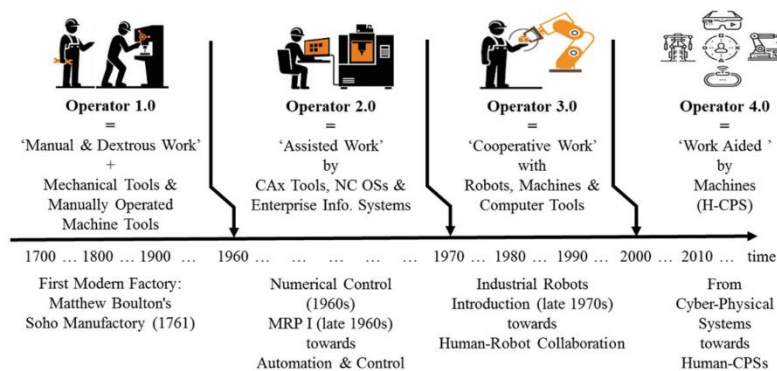 Operator 1.0
=
‘Manual & Dextrous Work’
+
Mechanical Tools &
Manually Operated
Machine Tools
Operator 2.0
=
‘Assisted Work’
by
CAx Tools, NC OSs &
Enterprise Info. Systems
Operator 3.0
=
‘Cooperative Work’
with
Robots, Machines &
Computer Tools
Operator 4.0
=
‘Work Aided ’
by
Machines
(H-CPS)
1700 … 1800 … 1900 … 1960 … … … … 1970 … 1980 … 1990 … 2000 … 2010 … time
First Modern Factory:
Matthew Boulton's
Soho Manufactory (1761)
Numerical Control
(1960s)
MRP I (late 1960s)
towards
Automation & Control
Industrial Robots
Introduction (late 1970s)
towards
Human-Robot Collaboration
From
Cyber-Physical
Systems
towards
Human-CPSs